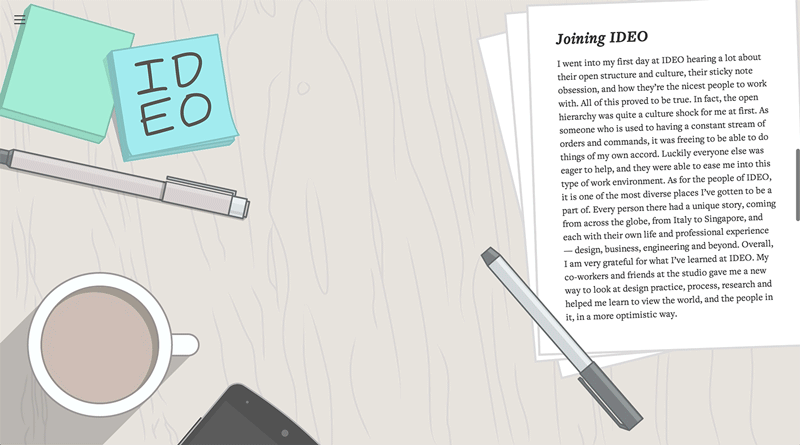 ID
EO
Joining IDEO
I went into my first day at IDEO hearing a lot about
their open structure and culture, their sticky note
obsession, and how they're the nicest people to work
with. All of this proved to be true. In fact, the open
hierarchy was quite a culture shock for me at first. As
someone who is used to having a constant stream of
orders and commands, it was freeing to be able to do
things of my own accord. Luckily everyone else was
eager to help, and they were able to ease me into this
type of work environment. As for the people of IDEO,
it is one of the most diverse places I've gotten to be a
part of. Every person there had a unique story, coming
from across the globe, from Italy to Singapore, and
each with their own life and professional experience
— design, business, engineering and beyond. Overall,
I am very grateful for what I've learned at IDEO. My
co-workers and friends at the studio gave me a new
way to look at design practice, process, research and
helped me learn to view the world, and the people in
it, in a more optimistic way.